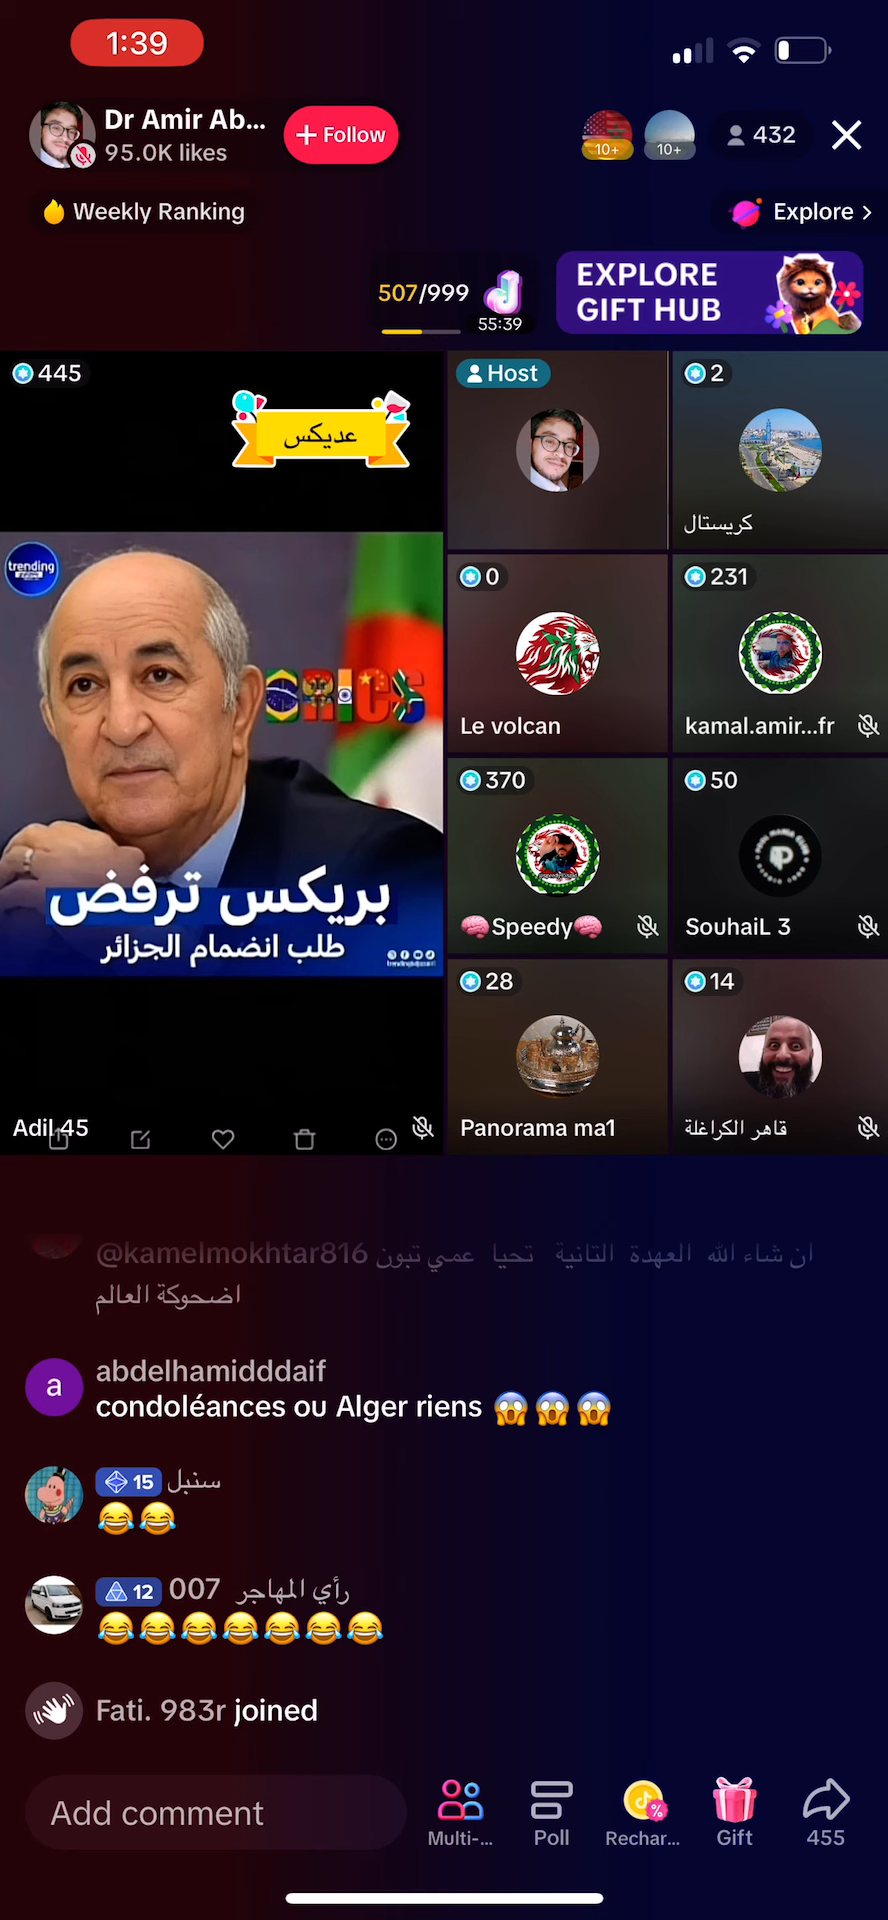 1:39
Dr Amir Ab...
95.0K likes
+ Follow
10+
10+
432
Weekly Ranking
Explore >
507/999
55:39
EXPLORE
GIFT HUB
445
عديكس
trending
BRICS
بريكس ترفض
طلب انضمام الجزائر
Adil 45
Host
2
كريستال
0
Le volcan
231
kamal.amir...fr
370
🧠Speedy🧠
50
SouhaiL 3
28
Panorama ma1
14
قاهر الكراغلة
@kamelmokhtar816 ان شاء الله العهدة التانية تحيا عمي تبون
اضحوكة العالم
a
abdelhamidddaif
condoléances ou Alger riens 😱😱😱
15 سنبل
😂😂
12 رأي المهاجر 007
😂😂😂😂😂😂😂
Fati. 983r joined
Add comment
Multi-...
Poll
Rechar...
Gift
455